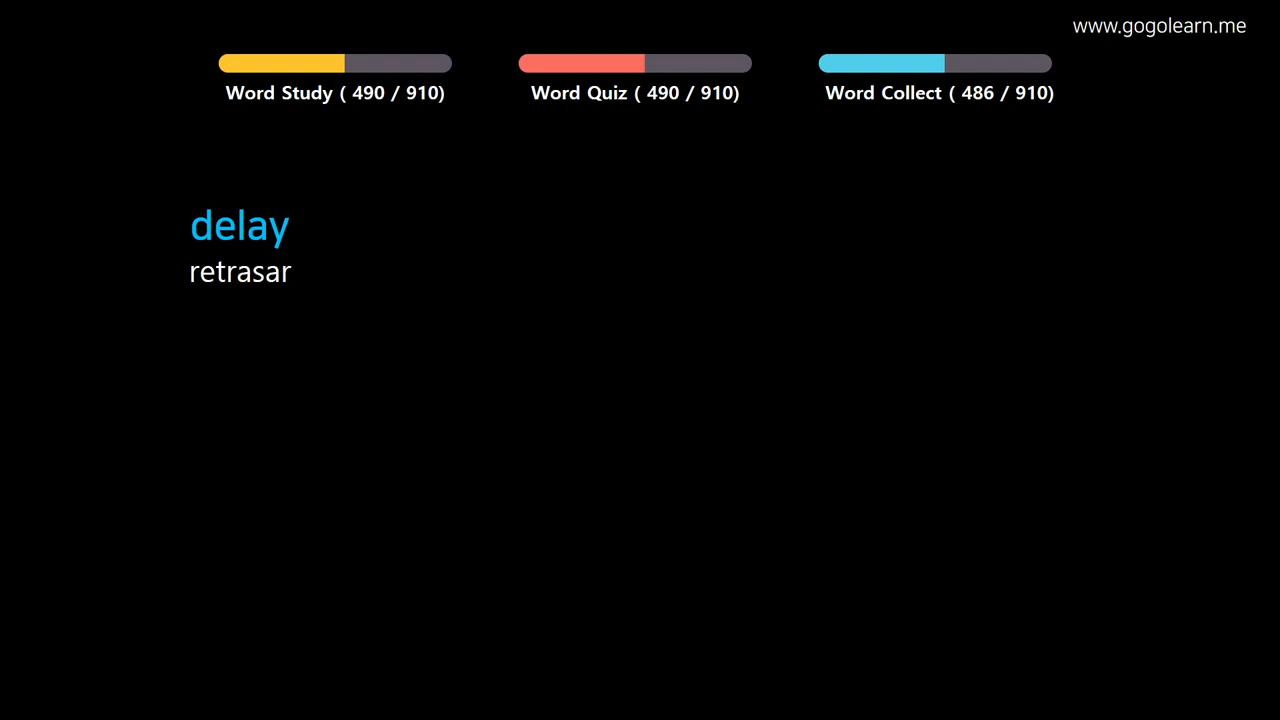 www.gogolearn.me
Word Study ( 490 / 910)
Word Quiz ( 490 / 910)
Word Collect ( 486 / 910)
delay
retrasar